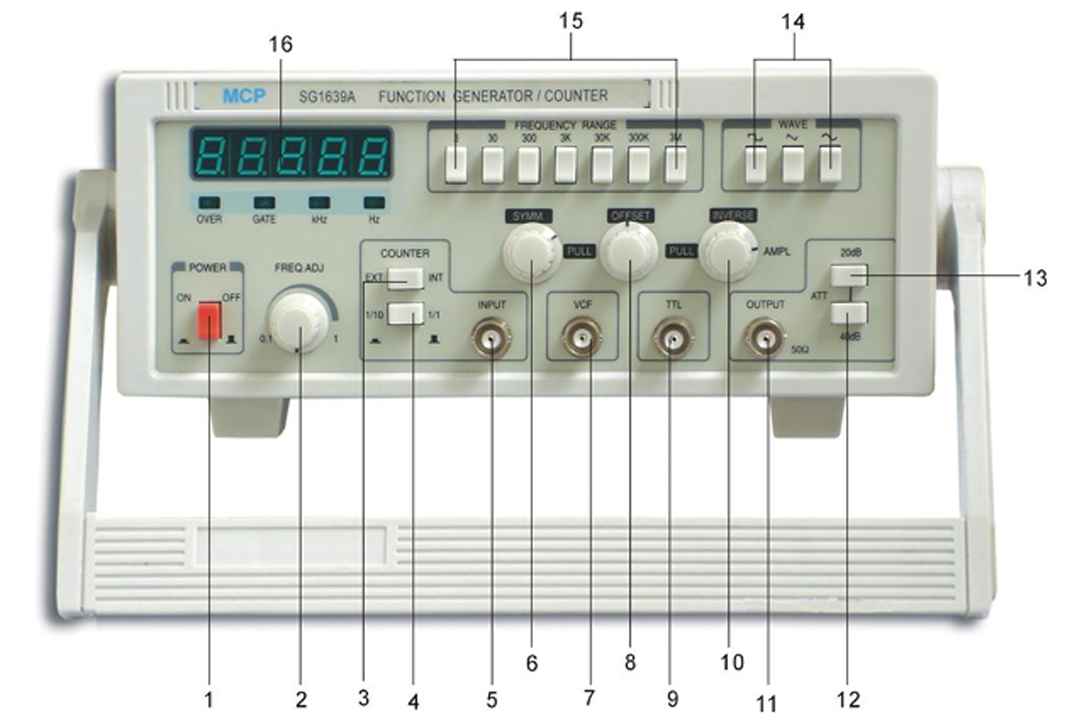 15
14
16
MCP SG1639A FUNCTION GENERATOR / COUNTER
FREQUENCY RANGE
3 30 300 3K 30K 300K 3M
WAVE
88888
OVER GATE kHz Hz
SYMM. OFFSET INVERSE
PULL PULL AMPL
POWER
ON OFF
FREQ.ADJ
0.1 1
COUNTER
EXT INT
1/10 1/1
INPUT
VCF
TTL
OUTPUT
50Ω
20dB
ATT
40dB
13
6 8 10
1 2 3 4 5 7 9 11 12